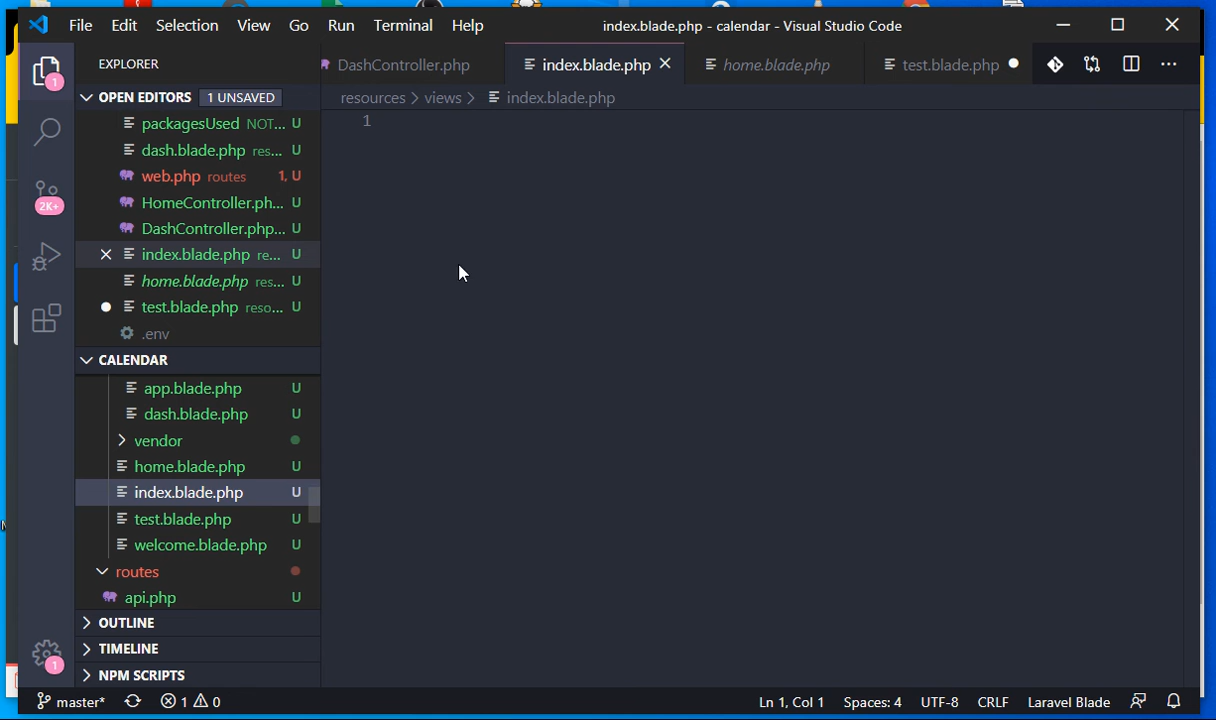 File Edit Selection View Go Run Terminal Help index.blade.php - calendar - Visual Studio Code
1
EXPLORER
DashController.php index.blade.php home.blade.php test.blade.php
OPEN EDITORS 1 UNSAVED
resources > views > index.blade.php
1
packagesUsed NOT... U
dash.blade.php res... U
web.php routes 1, U
2K+
HomeController.ph... U
DashController.php... U
index.blade.php re... U
home.blade.php res... U
test.blade.php reso... U
.env
CALENDAR
app.blade.php U
dash.blade.php U
vendor
home.blade.php U
index.blade.php U
test.blade.php U
welcome.blade.php U
routes
api.php U
OUTLINE
TIMELINE
1
NPM SCRIPTS
master* 1 0 Ln 1, Col 1 Spaces: 4 UTF-8 CRLF Laravel Blade